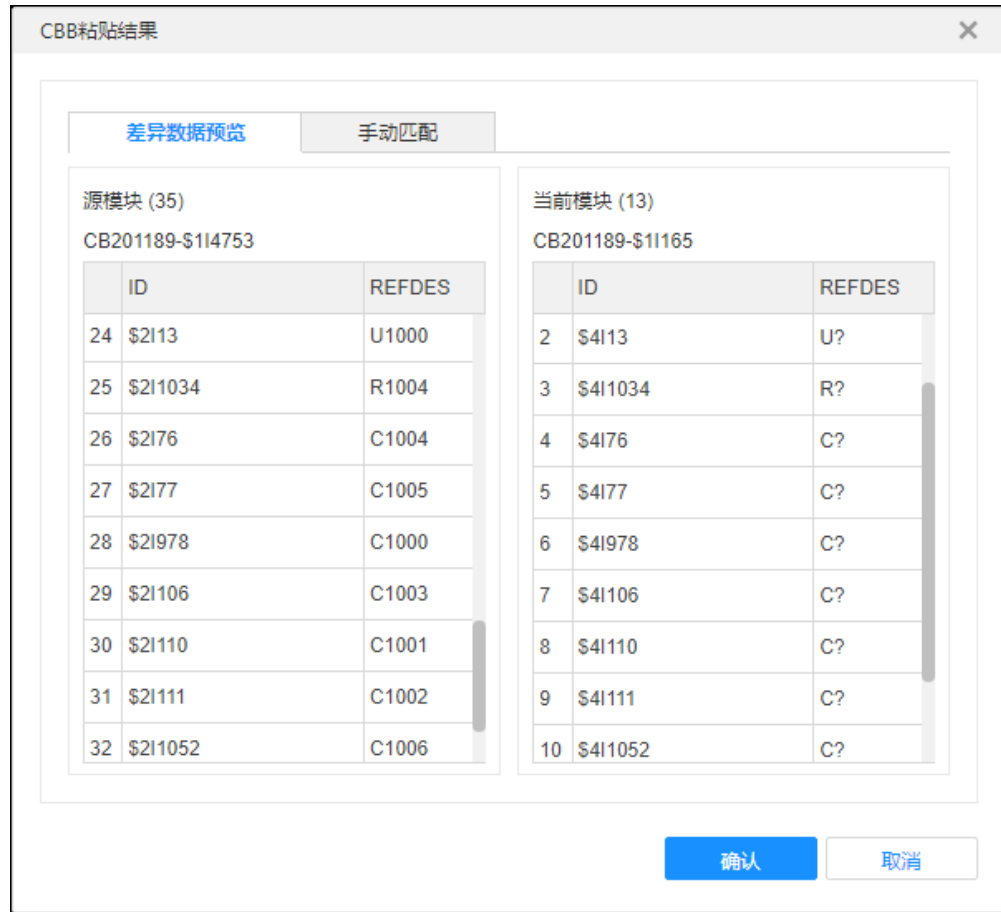 CBB粘贴结果
差异数据预览 手动匹配
源模块 (35)
CB201189-$1I4753
ID REFDES
24 $2I13 U1000
25 $2I1034 R1004
26 $2I76 C1004
27 $2I77 C1005
28 $2I978 C1000
29 $2I106 C1003
30 $2I110 C1001
31 $2I111 C1002
32 $2I1052 C1006
当前模块 (13)
CB201189-$1I165
ID REFDES
2 $4I13 U?
3 $4I1034 R?
4 $4I76 C?
5 $4I77 C?
6 $4I978 C?
7 $4I106 C?
8 $4I110 C?
9 $4I111 C?
10 $4I1052 C?
确认 取消